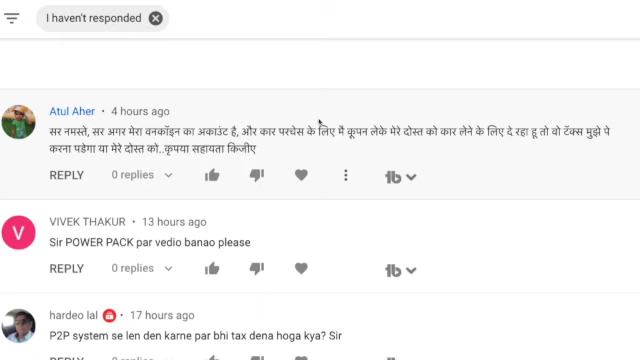 I haven't responded
Atul Aher • 4 hours ago
सर नमस्ते, सर अगर मेरा वनकॉइन का अकाउंट है, और कार परचेस के लिए मै कूपन लेके मेरे दोस्त को कार लेने के लिए दे रहा हू तो वो टॅक्स मुझे पे
करना पडेगा या मेरे दोस्त को..कृपया सहायता किजीए
REPLY 0 replies
VIVEK THAKUR • 13 hours ago
Sir POWER PACK par vedio banao please
REPLY 0 replies
hardeo lal • 17 hours ago
P2P system se len den karne par bhi tax dena hoga kya? Sir